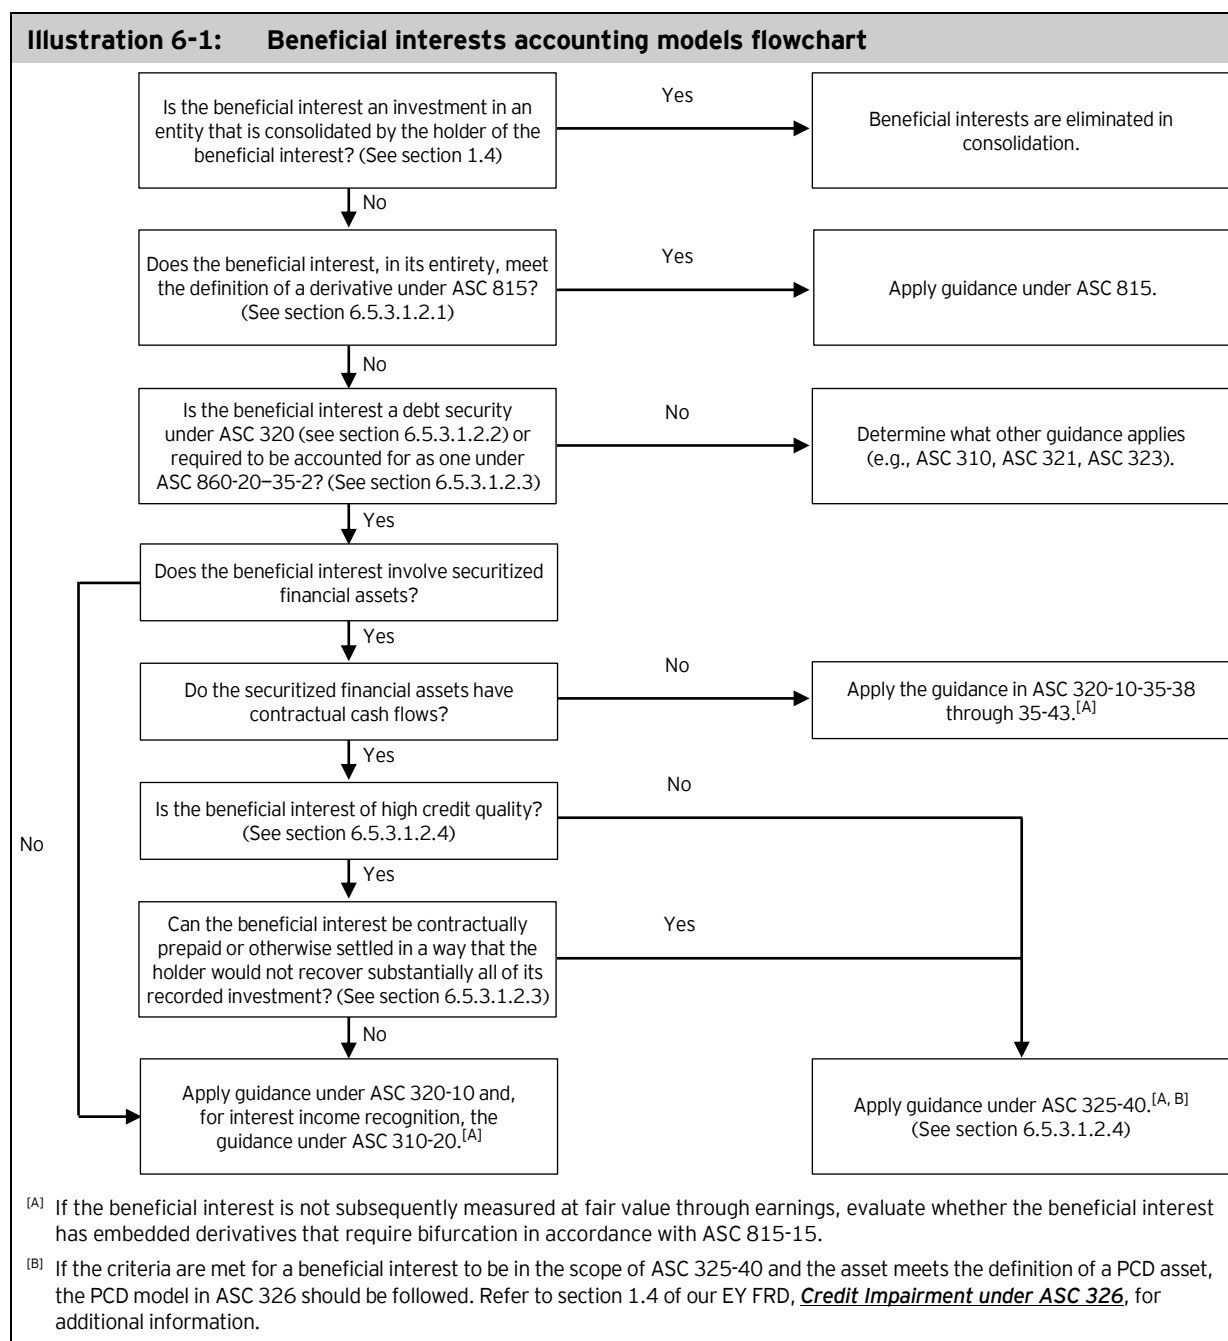 Illustration 6-1: Beneficial interests accounting models flowchart
Is the beneficial interest an investment in an
entity that is consolidated by the holder of the
beneficial interest? (See section 1.4)
Yes
Beneficial interests are eliminated in
consolidation.
No
Does the beneficial interest, in its entirety, meet
the definition of a derivative under ASC 815?
(See section 6.5.3.1.2.1)
Yes
Apply guidance under ASC 815.
No
Is the beneficial interest a debt security
under ASC 320 (see section 6.5.3.1.2.2) or
required to be accounted for as one under
ASC 860-20–35-2? (See section 6.5.3.1.2.3)
No
Determine what other guidance applies
(e.g., ASC 310, ASC 321, ASC 323).
Yes
Does the beneficial interest involve securitized
financial assets?
Yes
Do the securitized financial assets have
contractual cash flows?
No
Apply the guidance in ASC 320-10-35-38
through 35-43.[A]
Yes
Is the beneficial interest of high credit quality?
(See section 6.5.3.1.2.4)
No
No
Yes
Can the beneficial interest be contractually
prepaid or otherwise settled in a way that the
holder would not recover substantially all of its
recorded investment? (See section 6.5.3.1.2.3)
Yes
No
Apply guidance under ASC 320-10 and,
for interest income recognition, the
guidance under ASC 310-20.[A]
Apply guidance under ASC 325-40.[A, B]
(See section 6.5.3.1.2.4)
[A] If the beneficial interest is not subsequently measured at fair value through earnings, evaluate whether the beneficial interest
has embedded derivatives that require bifurcation in accordance with ASC 815-15.
[B] If the criteria are met for a beneficial interest to be in the scope of ASC 325-40 and the asset meets the definition of a PCD asset,
the PCD model in ASC 326 should be followed. Refer to section 1.4 of our EY FRD, Credit Impairment under ASC 326, for
additional information.